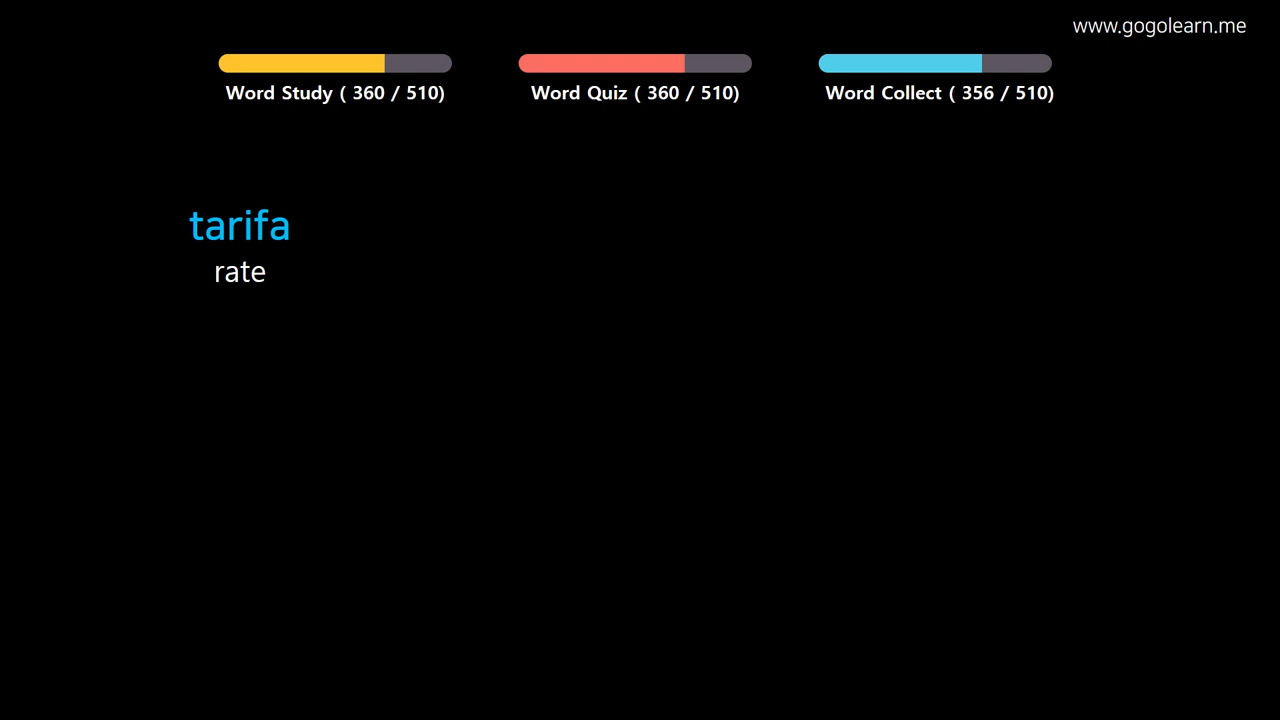 www.gogolearn.me
Word Study ( 360 / 510)
Word Quiz ( 360 / 510)
Word Collect ( 356 / 510)
tarifa
rate